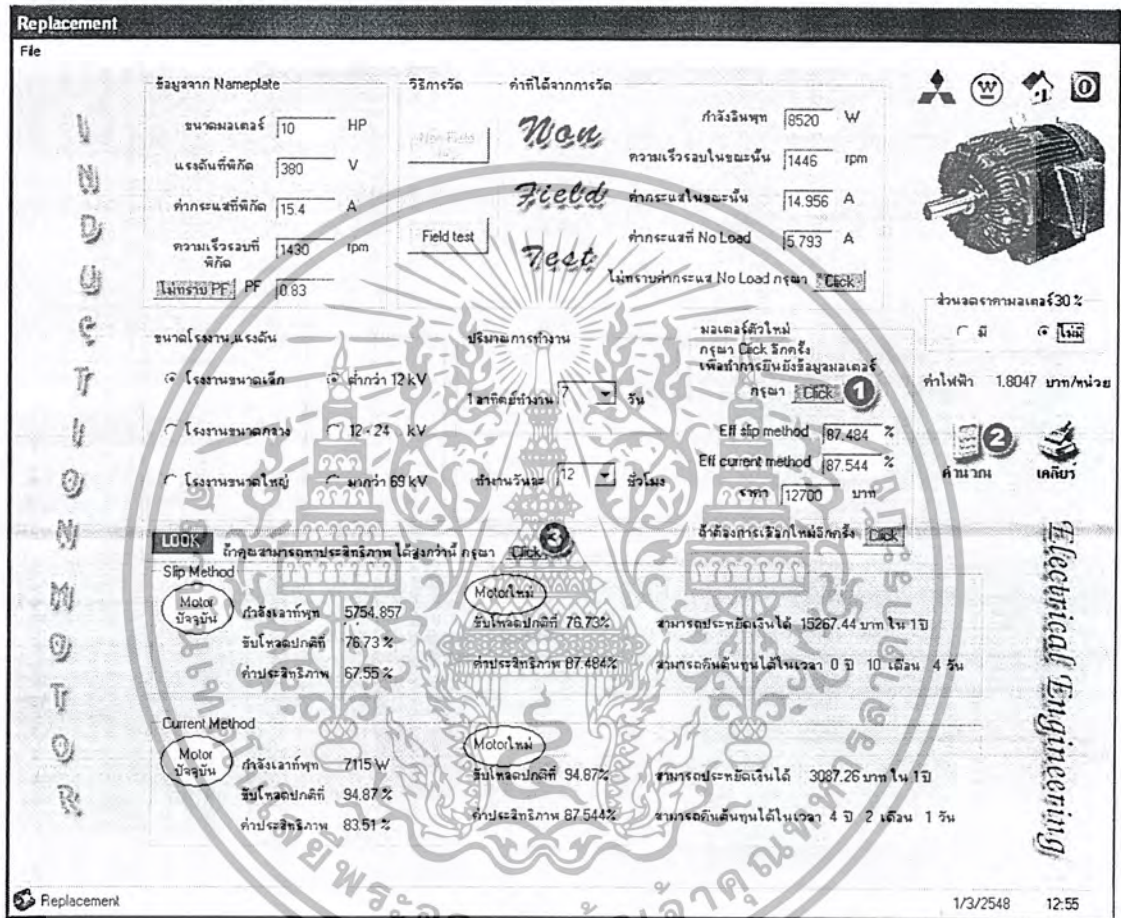 Replacement
File
ข้อมูลจาก Nameplate
ขนาดมอเตอร์ 10 HP
แรงดันที่พิกัด 380 V
ค่ากระแสที่พิกัด 15.4 A
ความเร็วรอบที่พิกัด 1430 rpm
ไม่ทราบ PF PF 0.83
วิธีการวัด
Field test
ค่าที่ได้จากการวัด
Non
Field
Test
กำลังอินพุท 8520 W
ความเร็วรอบในขณะนั้น 1446 rpm
ค่ากระแสในขณะนั้น 14.956 A
ค่ากระแสที่ No Load 5.793 A
ไม่ทราบค่ากระแส No Load กรุณา Click
ส่วนลดราคามอเตอร์30 %
มี ไม่มี
ค่าไฟฟ้า 1.8047 บาท/หน่วย
2
คำนวณ
เคลียร์
ขนาดโรงงาน,แรงดัน
โรงงานขนาดเล็ก ต่ำกว่า 12 kV
โรงงานขนาดกลาง 12 - 24 kV
โรงงานขนาดใหญ่ มากว่า 69 kV
ปริมาณการทำงาน
1 อาทิตย์ทำงาน 7 วัน
ทำงานวันละ 12 ชั่วโมง
มอเตอร์ตัวใหม่
กรุณา Click อีกครั้ง
เพื่อทำการยืนยังข้อมูลมอเตอร์
กรุณา Click 1
Eff slip method 87.484 %
Eff current method 87.544 %
ราคา 12700 บาท
ถ้าต้องการเลือกใหม่อีกครั้ง Click
LOOK ถ้าคุณสามารถหาประสิทธิภาพ ได้สูงกว่านี้ กรุณา Click 3
Slip Method
Motor ปัจจุบัน
กำลังเอาท์พุท 5754.857
ขับโหลดปกติที่ 76.73 %
ค่าประสิทธิภาพ 67.55 %
Motorใหม่
ขับโหลดปกติที่ 76.73%
ค่าประสิทธิภาพ 87.484%
สามารถประหยัดเงินได้ 15267.44 บาท ใน 1ปี
สามารถคืนต้นทุนได้ในเวลา 0 ปี 10 เดือน 4 วัน
Current Method
Motor ปัจจุบัน
กำลังเอาท์พุท 7115 W
ขับโหลดปกติที่ 94.87 %
ค่าประสิทธิภาพ 83.51 %
Motorใหม่
ขับโหลดปกติที่ 94.87%
ค่าประสิทธิภาพ 87.544%
สามารถประหยัดเงินได้ 3087.26 บาท ใน 1ปี
สามารถคืนต้นทุนได้ในเวลา 4 ปี 2 เดือน 1 วัน
Electrical Engineering
Replacement
1/3/2548 12:55